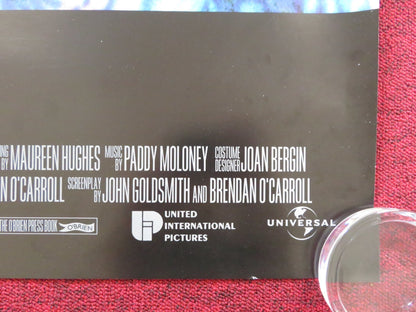 NG BY MAUREEN HUGHES MUSIC BY PADDY MOLONEY COSTUME DESIGNER JOAN BERGIN
N O'CARROLL SCREENPLAY BY JOHN GOLDSMITH AND BRENDAN O'CARROLL
THE O'BRIEN PRESS BOOK O'BRIEN
UNITED
INTERNATIONAL
PICTURES
UNIVERSAL